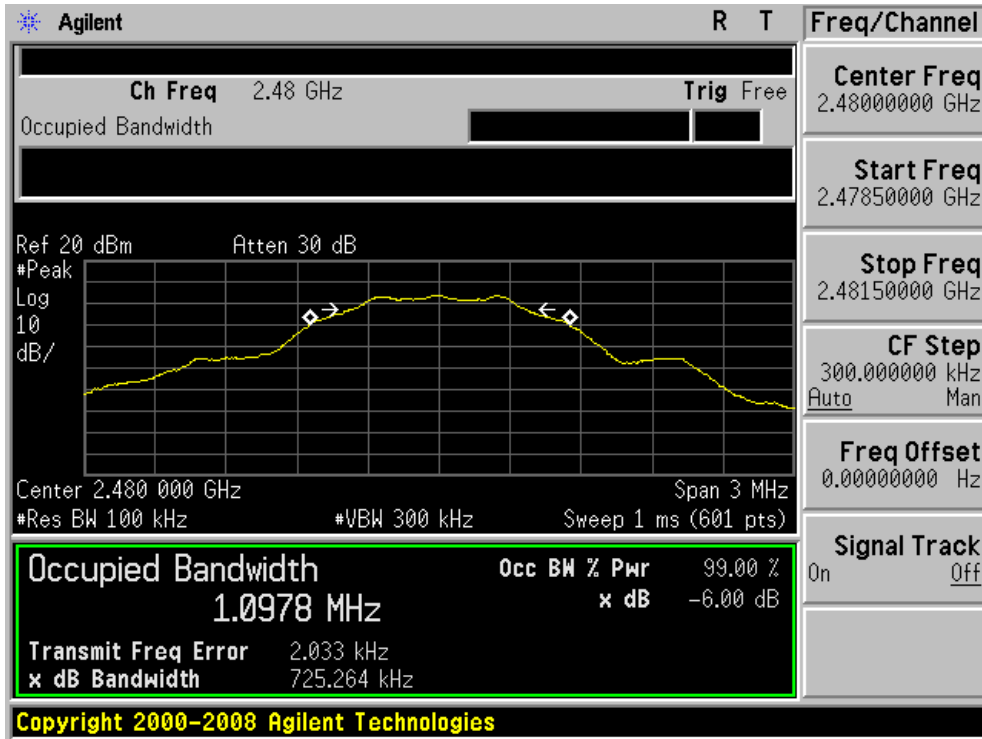 Agilent R T
Ch Freq 2.48 GHz Trig Free
Occupied Bandwidth
Ref 20 dBm Atten 30 dB
#Peak
Log
10
dB/
Center 2.480 000 GHz Span 3 MHz
#Res BW 100 kHz #VBW 300 kHz Sweep 1 ms (601 pts)
Occupied Bandwidth
1.0978 MHz
Occ BW % Pwr 99.00 %
x dB -6.00 dB
Transmit Freq Error 2.033 kHz
x dB Bandwidth 725.264 kHz
Copyright 2000-2008 Agilent Technologies
Freq/Channel
Center Freq
2.48000000 GHz
Start Freq
2.47850000 GHz
Stop Freq
2.48150000 GHz
CF Step
300.000000 kHz
Auto Man
Freq Offset
0.00000000 Hz
Signal Track
On Off